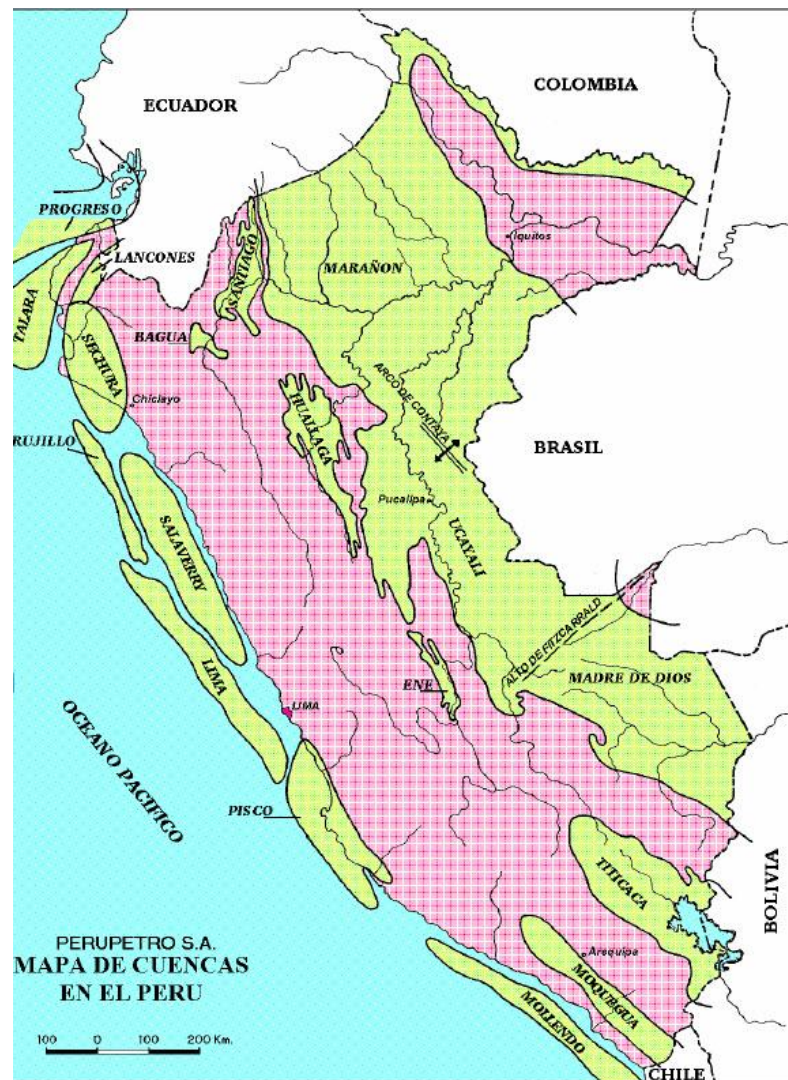 COLOMBIA
ECUADOR
PROGRESO
LANCONES
TALARA
SANTIAGO
MARAÑON
Iquitos
BAGUA
SECHURA
Chiclayo
HUALLAGA
ARCO DE CONTAYA
RUJILLO
BRASIL
Pucallpa
UCAYALI
SALAVERRY
LIMA
ALTO DE FITZCARRALD
ENE
MADRE DE DIOS
LIMA
OCEANO PACIFICO
PISCO
TITICACA
BOLIVIA
PERUPETRO S.A.
MAPA DE CUENCAS
EN EL PERU
Arequipa
MOQUEGUA
MOLLENDO
100 0 100 200 Km.
CHILE